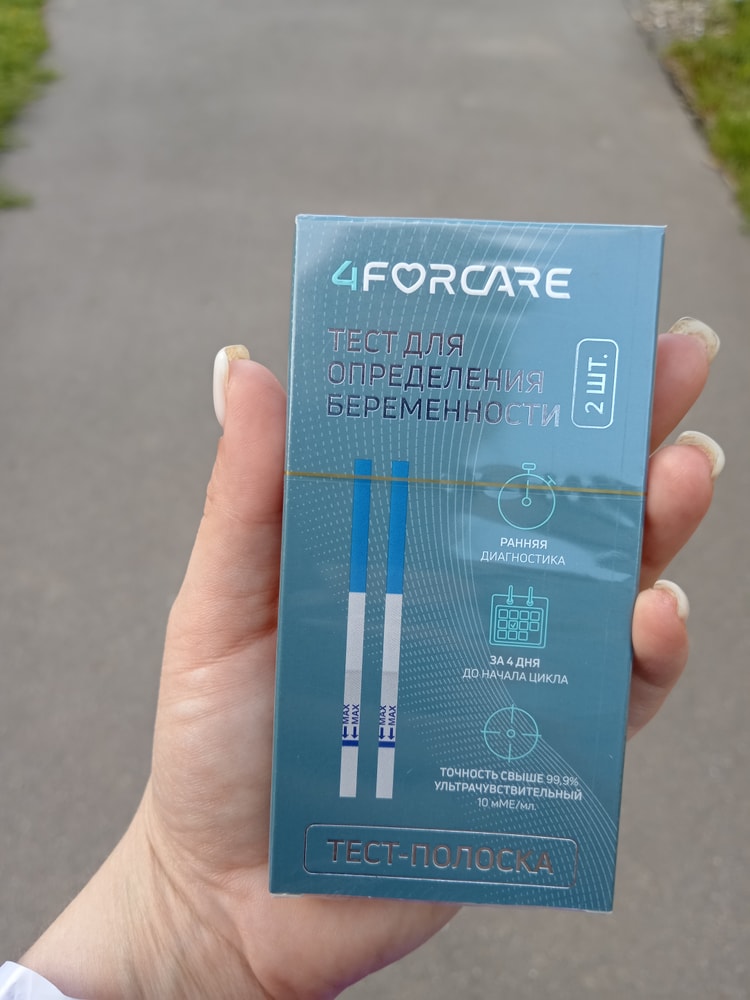 4FORCARE
ТЕСТ ДЛЯ
ОПРЕДЕЛЕНИЯ
БЕРЕМЕННОСТИ
2 ШТ.
РАННЯЯ
ДИАГНОСТИКА
ЗА 4 ДНЯ
ДО НАЧАЛА ЦИКЛА
MAX
MAX
MAX
MAX
ТОЧНОСТЬ СВЫШЕ 99,9%
УЛЬТРАЧУВСТВИТЕЛЬНЫЙ
10 мМЕ/мл.
ТЕСТ-ПОЛОСКА